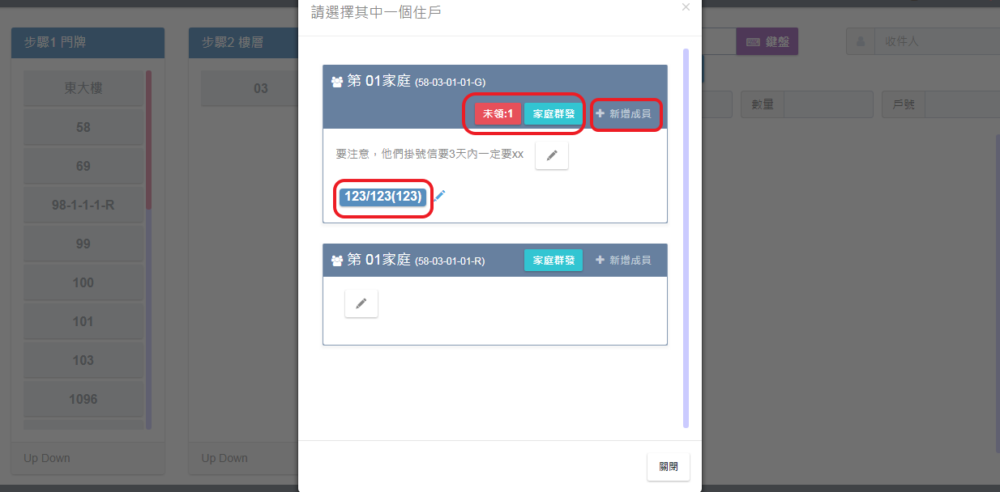 請選擇其中一個住戶
×
步驟1 門牌
東大樓
58
69
98-1-1-1-R
99
100
101
103
1096
Up Down
步驟2 樓層
03
Up Down
第 01家庭 (58-03-01-01-G)
未領:1 家庭群發 新增成員
要注意，他們掛號信要3天內一定要xx
123/123(123)
第 01家庭 (58-03-01-01-R) 家庭群發 新增成員
關閉
鍵盤
收件人
數量
戶號